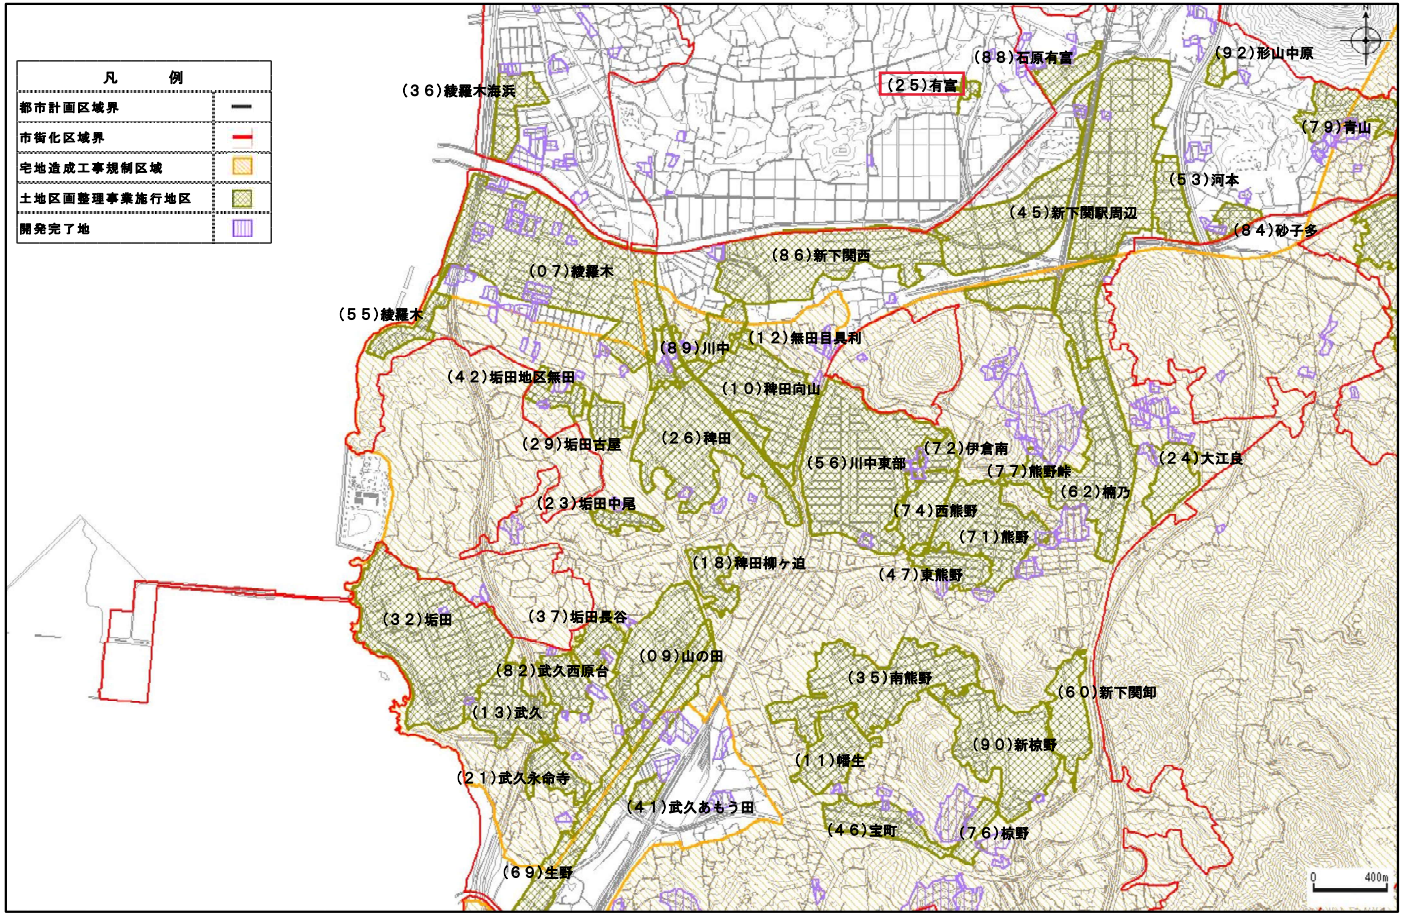 凡 例
都市計画区域界
市街化区域界
宅地造成工事規制区域
土地区画整理事業施行地区
開発完了地
(88)石原有富
(92)形山中原
(36)綾羅木海浜
(25)有富
(79)青山
(53)河本
(45)新下関駅周辺
(84)砂子多
(86)新下関西
(07)綾羅木
(55)綾羅木
(12)無田目具利
(89)川中
(42)垢田地区無田
(10)稗田向山
(29)垢田古屋
(26)稗田
(72)伊倉南
(56)川中東部
(77)熊野峠
(24)大江良
(62)楠乃
(23)垢田中尾
(74)西熊野
(71)熊野
(18)稗田柳ヶ迫
(47)東熊野
(32)垢田
(37)垢田長谷
(09)山の田
(82)武久西原台
(35)南熊野
(60)新下関卸
(13)武久
(90)新椋野
(11)幡生
(21)武久永命寺
(41)武久あもう田
(46)宝町
(76)椋野
(69)生野
0 400m